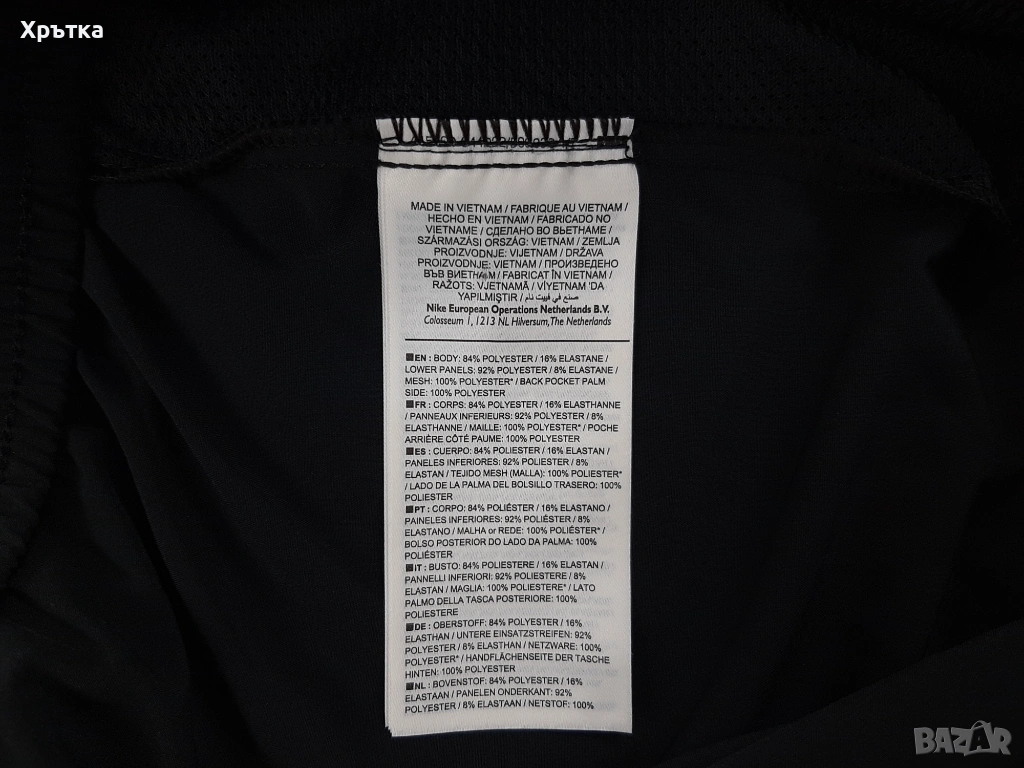 Хрътка
MADE IN VIETNAM / FABRIQUE AU VIETNAM /
HECHO EN VIETNAM / FABRICADO NO
VIETNAME / СДЕЛАНО ВО ВЬЕТНАМЕ /
SZÁRMAZÁSI ORSZÁG: VIETNAM / ZEMLJA
PROIZVODNJE: VIJETNAM / DRŽAVA
PROIZVODNJE: VIETNAM / ПРОИЗВЕДЕНО
ВЪВ ВИЕТНАМ / FABRICAT ÎN VIETNAM /
RAŽOTS: VJETNAMĀ / VİYETNAM 'DA
YAPILMIŞTIR / صنع في فييت نام
Nike European Operations Netherlands B.V.
Colosseum 1, 1213 NL Hilversum, The Netherlands
EN : BODY: 84% POLYESTER / 16% ELASTANE /
LOWER PANELS: 92% POLYESTER / 8% ELASTANE /
MESH: 100% POLYESTER* / BACK POCKET PALM
SIDE: 100% POLYESTER
FR : CORPS: 84% POLYESTER / 16% ELASTHANNE
/ PANNEAUX INFERIEURS: 92% POLYESTER / 8%
ELASTHANNE / MAILLE: 100% POLYESTER* / POCHE
ARRIÈRE CÔTÉ PAUME: 100% POLYESTER
ES : CUERPO: 84% POLIESTER / 16% ELASTAN /
PANELES INFERIORES: 92% POLIESTER / 8%
ELASTAN / TEJIDO MESH (MALLA): 100% POLIESTER*
/ LADO DE LA PALMA DEL BOLSILLO TRASERO: 100%
POLIESTER
PT : CORPO: 84% POLIÉSTER / 16% ELASTANO /
PAINELES INFERIORES: 92% POLIÉSTER / 8%
ELASTANO / MALHA or REDE: 100% POLIÉSTER* /
BOLSO POSTERIOR DO LADO DA PALMA: 100%
POLIÉSTER
IT : BUSTO: 84% POLIESTERE / 16% ELASTAN /
PANNELLI INFERIORI: 92% POLIESTERE / 8%
ELASTAN / MAGLIA: 100% POLIESTERE* / LATO
PALMO DELLA TASCA POSTERIORE: 100%
POLIESTERE
DE : OBERSTOFF: 84% POLYESTER / 16%
ELASTHAN / UNTERE EINSATZSTREIFEN: 92%
POLYESTER / 8% ELASTHAN / NETZWARE: 100%
POLYESTER* / HANDFLÄCHENSEITE DER TASCHE
HINTEN: 100% POLYESTER
NL : BOVENSTOF: 84% POLYESTER / 16%
ELASTAAN / PANELEN ONDERKANT: 92%
POLYESTER / 8% ELASTAAN / NETSTOF: 100%
BAZAR